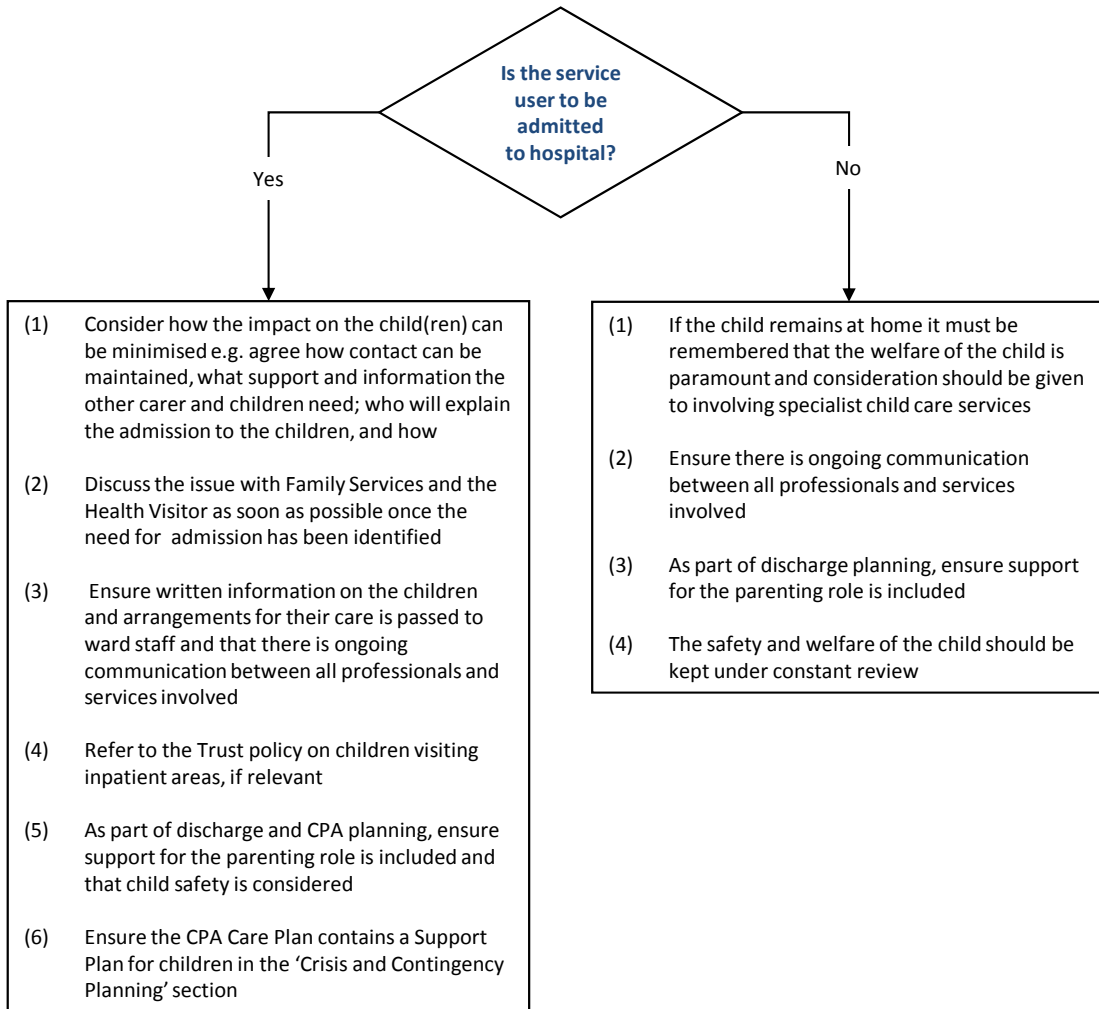 Is the service
user to be
admitted
to hospital?
Yes
No
(1) Consider how the impact on the child(ren) can
be minimised e.g. agree how contact can be
maintained, what support and information the
other carer and children need; who will explain
the admission to the children, and how
(2) Discuss the issue with Family Services and the
Health Visitor as soon as possible once the
need for admission has been identified
(3) Ensure written information on the children
and arrangements for their care is passed to
ward staff and that there is ongoing
communication between all professionals and
services involved
(4) Refer to the Trust policy on children visiting
inpatient areas, if relevant
(5) As part of discharge and CPA planning, ensure
support for the parenting role is included and
that child safety is considered
(6) Ensure the CPA Care Plan contains a Support
Plan for children in the ‘Crisis and Contingency
Planning’ section
(1) If the child remains at home it must be
remembered that the welfare of the child is
paramount and consideration should be given
to involving specialist child care services
(2) Ensure there is ongoing communication
between all professionals and services
involved
(3) As part of discharge planning, ensure support
for the parenting role is included
(4) The safety and welfare of the child should be
kept under constant review